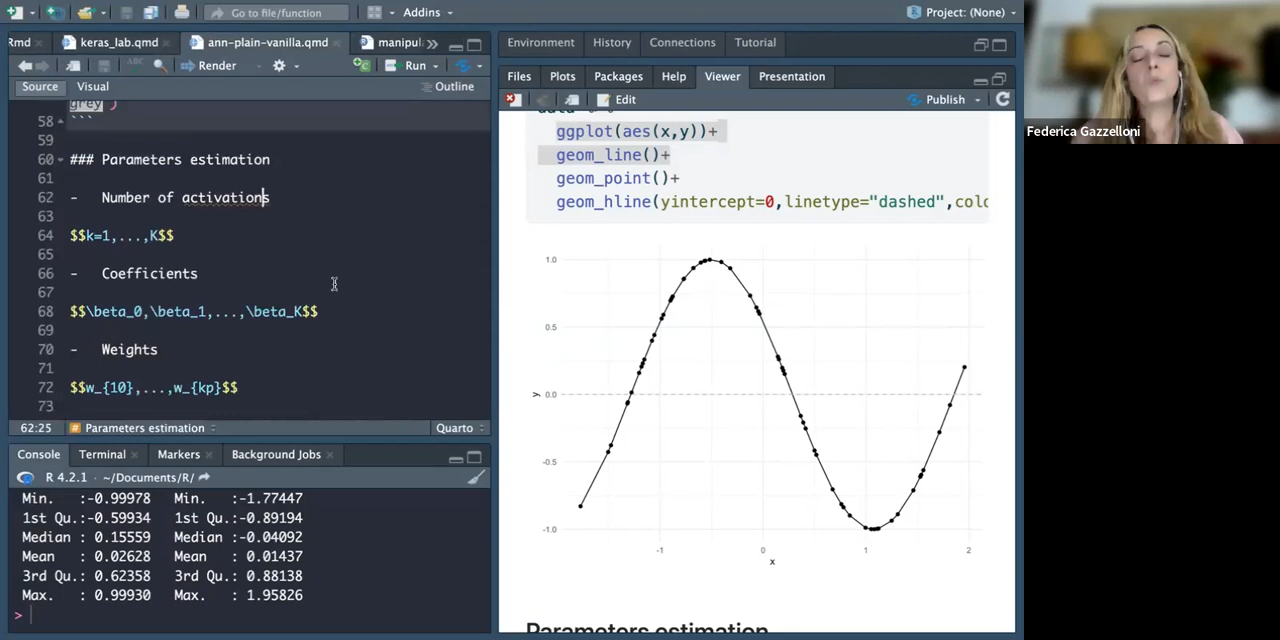 Go to file/function
Addins
Project: (None)
Rmd
keras_lab.qmd
ann-plain-vanilla.qmd
manipul
Render
Run
Source
Visual
Outline
grey")
58 ```
59
60 ### Parameters estimation
61
62 - Number of activations
63
64 $$k=1,...,K$$
65
66 - Coefficients
67
68 $$\beta_0,\beta_1,...,\beta_K$$
69
70 - Weights
71
72 $$w_{10},...,w_{kp}$$
73
62:25
# Parameters estimation
Quarto
Console
Terminal
Markers
Background Jobs
R 4.2.1 · ~/Documents/R/
Min. :-0.99978 Min. :-1.77447
1st Qu.:-0.59934 1st Qu.:-0.89194
Median : 0.15559 Median :-0.04092
Mean : 0.02628 Mean : 0.01437
3rd Qu.: 0.62358 3rd Qu.: 0.88138
Max. : 0.99930 Max. : 1.95826
>
Environment
History
Connections
Tutorial
Files
Plots
Packages
Help
Viewer
Presentation
Edit
Publish
ggplot(aes(x,y))+
geom_line()+
geom_point()+
geom_hline(yintercept=0,linetype="dashed",colo
1.0
0.5
y 0.0
-0.5
-1.0
-1 0 1 2
x
Parameters estimation
Federica Gazzelloni